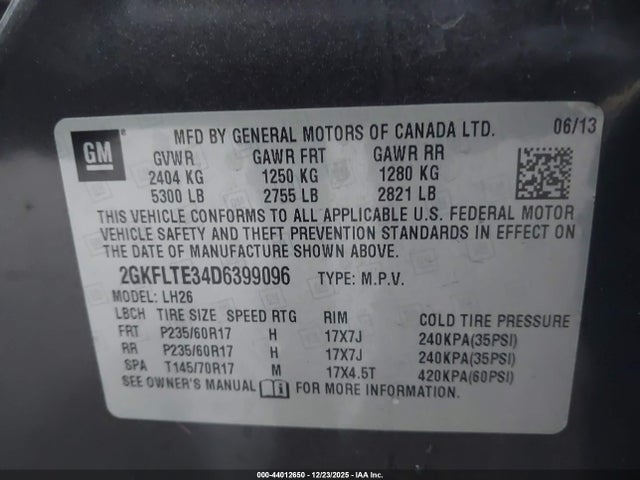 GM
MFD BY GENERAL MOTORS OF CANADA LTD. 06/13
GVWR GAWR FRT GAWR RR
2404 KG 1250 KG 1280 KG
5300 LB 2755 LB 2821 LB
THIS VEHICLE CONFORMS TO ALL APPLICABLE U.S. FEDERAL MOTOR
VEHICLE SAFETY AND THEFT PREVENTION STANDARDS IN EFFECT ON
THE DATE OF MANUFACTURE SHOWN ABOVE.
2GKFLTE34D6399096 TYPE: M.P.V.
MODEL: LH26
LBCH TIRE SIZE SPEED RTG RIM COLD TIRE PRESSURE
FRT P235/60R17 H 17X7J 240KPA(35PSI)
RR P235/60R17 H 17X7J 240KPA(35PSI)
SPA T145/70R17 M 17X4.5T 420KPA(60PSI)
SEE OWNER'S MANUAL FOR MORE INFORMATION.
000-44012650 - 12/23/2025 - IAA Inc.